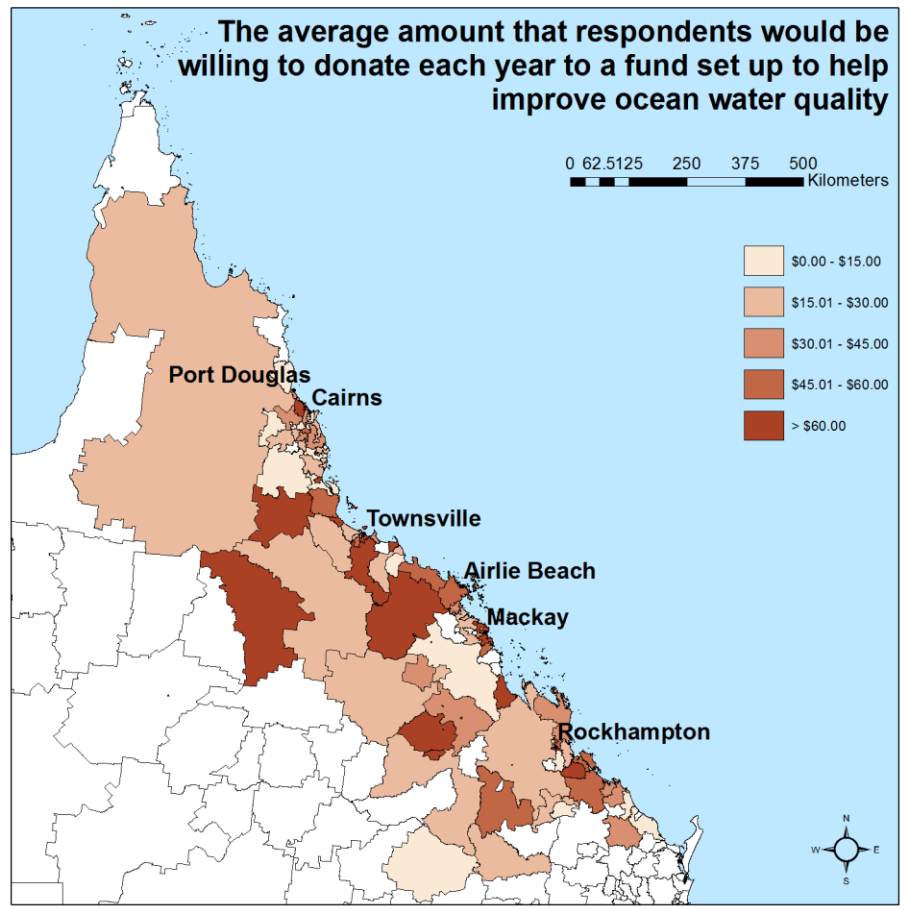 The average amount that respondents would be
willing to donate each year to a fund set up to help
improve ocean water quality
0 62.5125 250 375 500
Kilometers
$0.00 - $15.00
$15.01 - $30.00
$30.01 - $45.00
$45.01 - $60.00
> $60.00
Port Douglas
Cairns
Townsville
Airlie Beach
Mackay
Rockhampton
N
W E
S